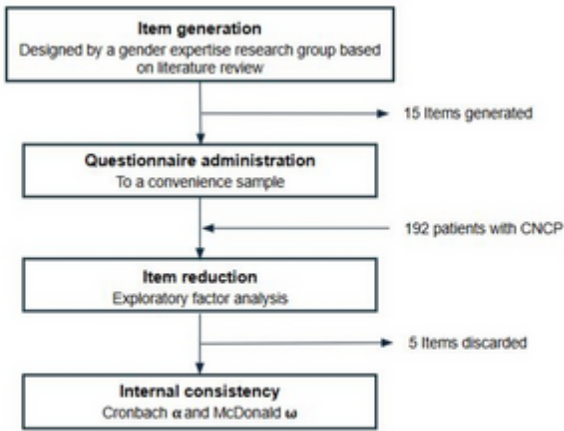 Item generation
Designed by a gender expertise research group based
on literature review
15 Items generated
Questionnaire administration
To a convenience sample
192 patients with CNCP
Item reduction
Exploratory factor analysis
5 Items discarded
Internal consistency
Cronbach α and McDonald ω